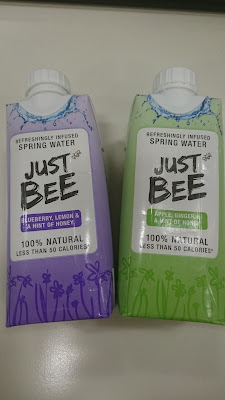 REFRESHINGLY INFUSED
SPRING WATER
JUST
BEE
BLUEBERRY, LEMON &
A HINT OF HONEY
100% NATURAL
LESS THAN 50 CALORIES*
REFRESHINGLY INFUSED
SPRING WATER
JUST
BEE
APPLE, GINGER &
A HINT OF HONEY
100% NATURAL
LESS THAN 50 CALORIES*